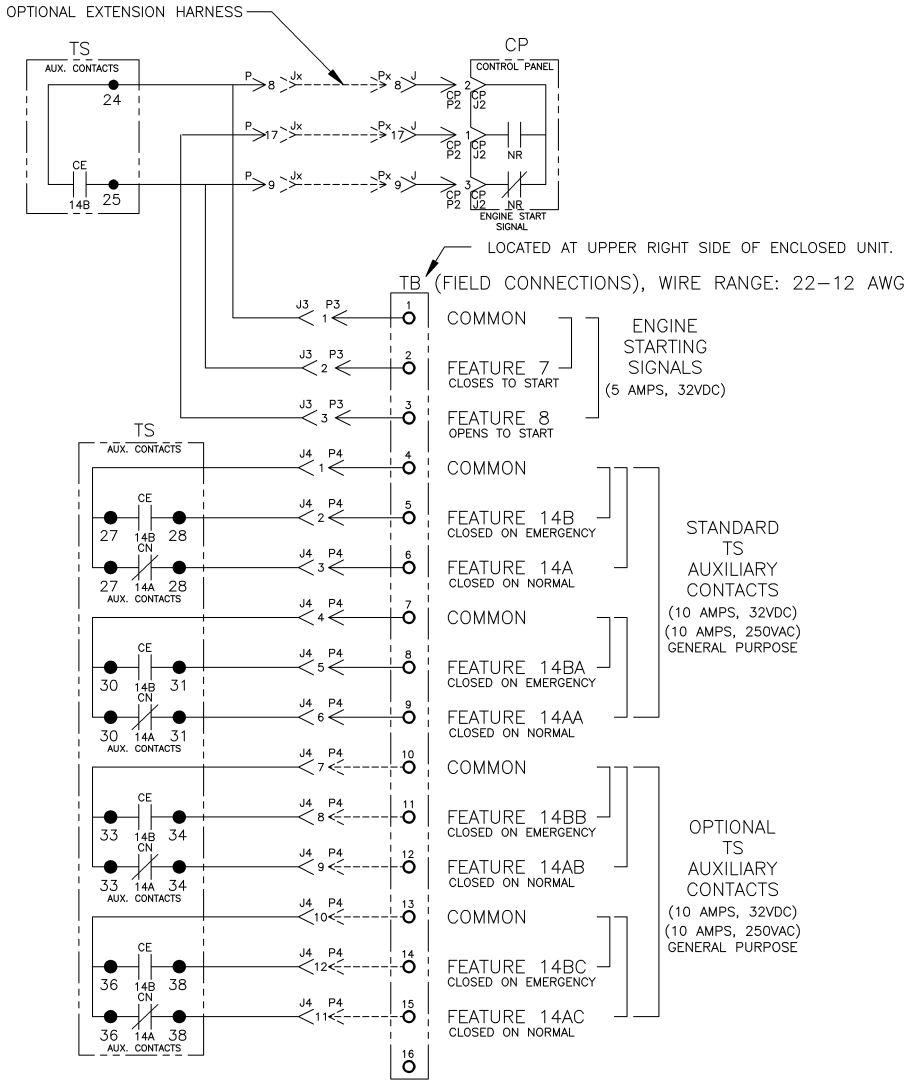 OPTIONAL EXTENSION HARNESS
TS
AUX. CONTACTS
24
CE
14B
25
P 8 Jx Px 8 J 2
CP P2 CP J2
P 17 Jx Px 17 J 1
CP P2 CP J2 NR
P 9 Jx Px 9 J 3
CP P2 CP J2 NR
CP
CONTROL PANEL
ENGINE START
SIGNAL
LOCATED AT UPPER RIGHT SIDE OF ENCLOSED UNIT.
TB (FIELD CONNECTIONS), WIRE RANGE: 22-12 AWG
J3 1 P3 1 COMMON
J3 2 P3 2 FEATURE 7
CLOSES TO START
J3 3 P3 3 FEATURE 8
OPENS TO START
ENGINE
STARTING
SIGNALS
(5 AMPS, 32VDC)
TS
AUX. CONTACTS
J4 1 P4 4 COMMON
CE
27 14B 28
J4 2 P4 5 FEATURE 14B
CLOSED ON EMERGENCY
CN
27 14A 28
J4 3 P4 6 FEATURE 14A
CLOSED ON NORMAL
AUX. CONTACTS
J4 4 P4 7 COMMON
CE
30 14B 31
J4 5 P4 8 FEATURE 14BA
CLOSED ON EMERGENCY
CN
30 14A 31
J4 6 P4 9 FEATURE 14AA
CLOSED ON NORMAL
STANDARD
TS
AUXILIARY
CONTACTS
(10 AMPS, 32VDC)
(10 AMPS, 250VAC)
GENERAL PURPOSE
AUX. CONTACTS
J4 7 P4 10 COMMON
CE
33 14B 34
J4 8 P4 11 FEATURE 14BB
CLOSED ON EMERGENCY
CN
33 14A 34
J4 9 P4 12 FEATURE 14AB
CLOSED ON NORMAL
AUX. CONTACTS
J4 10 P4 13 COMMON
CE
36 14B 38
J4 12 P4 14 FEATURE 14BC
CLOSED ON EMERGENCY
CN
36 14A 38
J4 11 P4 15 FEATURE 14AC
CLOSED ON NORMAL
AUX. CONTACTS
16
OPTIONAL
TS
AUXILIARY
CONTACTS
(10 AMPS, 32VDC)
(10 AMPS, 250VAC)
GENERAL PURPOSE